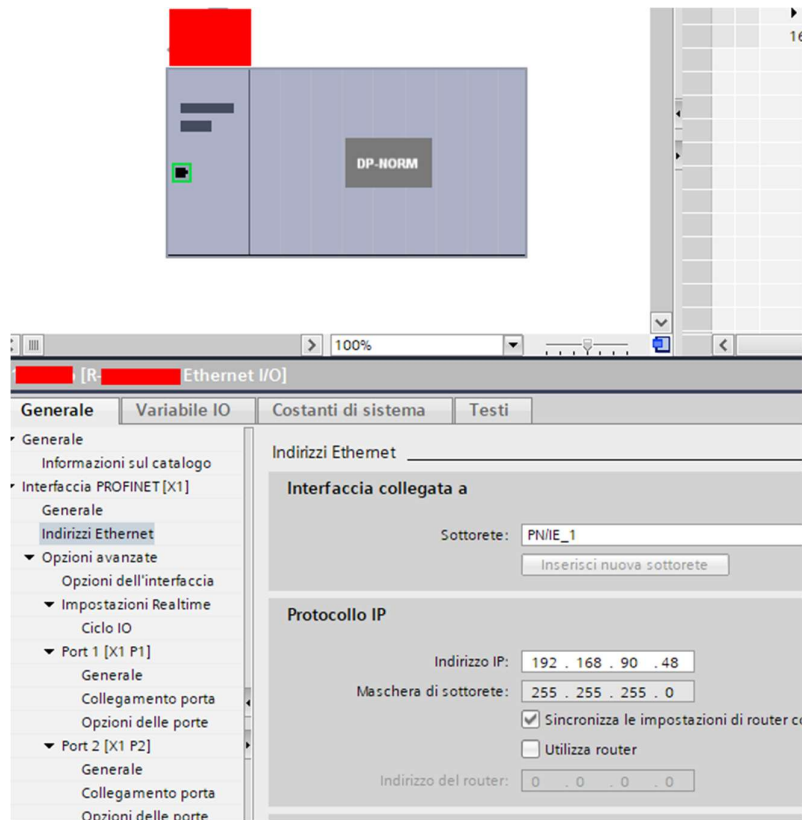 16
DP-NORM
100%
[R- Ethernet I/O]
Generale
Variabile IO
Costanti di sistema
Testi
Generale
Informazioni sul catalogo
Interfaccia PROFINET [X1]
Generale
Indirizzi Ethernet
Opzioni avanzate
Opzioni dell'interfaccia
Impostazioni Realtime
Ciclo IO
Port 1 [X1 P1]
Generale
Collegamento porta
Opzioni delle porte
Port 2 [X1 P2]
Generale
Collegamento porta
Opzioni delle porte
Indirizzi Ethernet
Interfaccia collegata a
Sottorete: PN/IE_1
Inserisci nuova sottorete
Protocollo IP
Indirizzo IP: 192 . 168 . 90 . 48
Maschera di sottorete: 255 . 255 . 255 . 0
Sincronizza le impostazioni di router co
Utilizza router
Indirizzo del router: 0 . 0 . 0 . 0